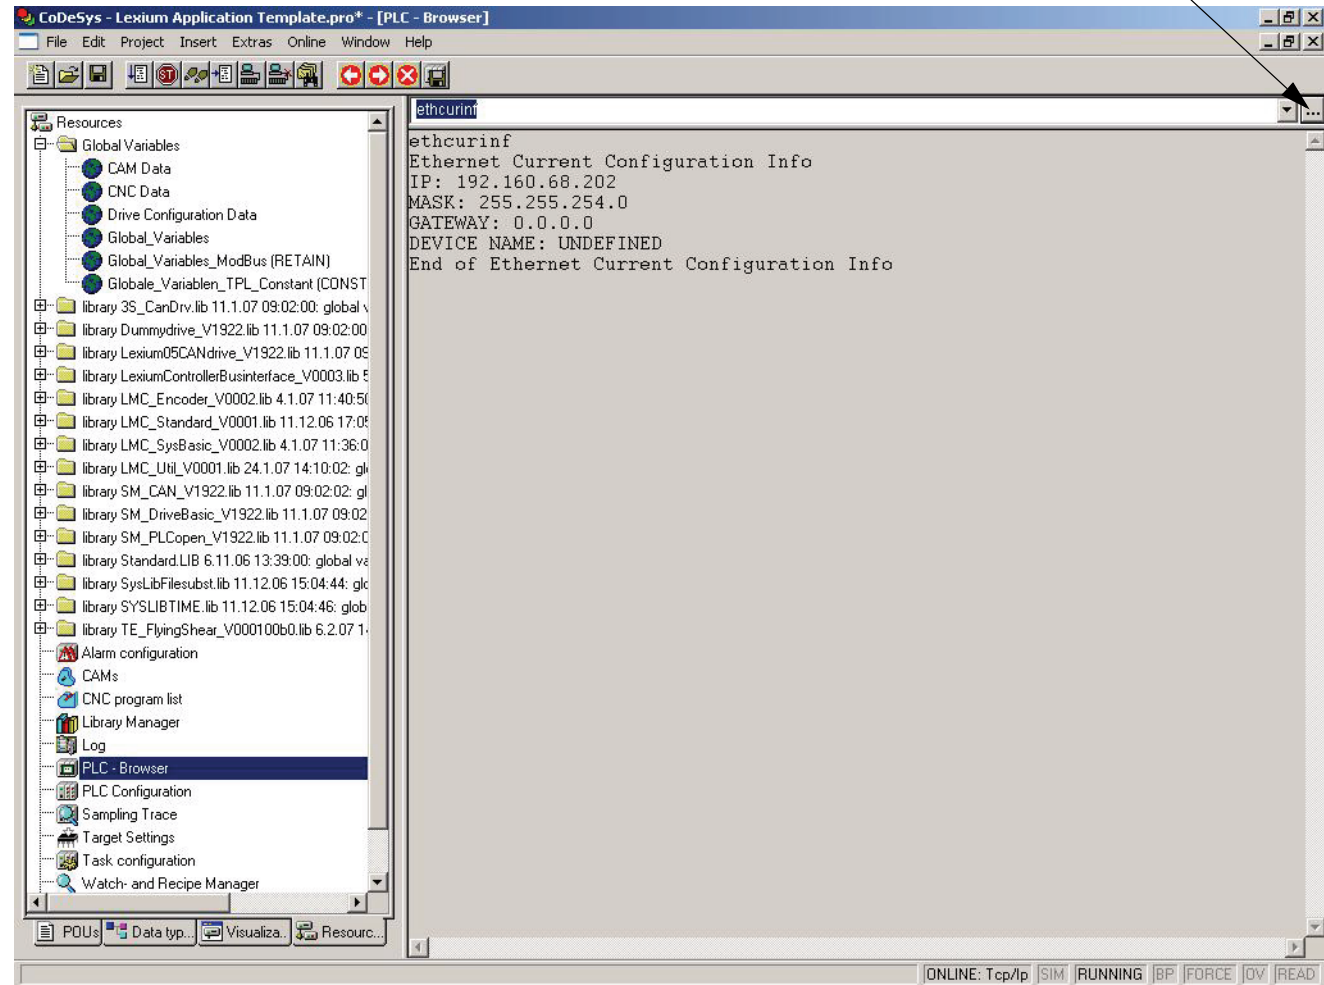 CoDeSys - Lexium Application Template.pro* - [PLC - Browser]
File Edit Project Insert Extras Online Window Help
ethcurinf
...
Resources
Global Variables
CAM Data
CNC Data
Drive Configuration Data
Global_Variables
Global_Variables_ModBus (RETAIN)
Globale_Variablen_TPL_Constant (CONST
library 3S_CanDrv.lib 11.1.07 09:02:00: global v
library Dummydrive_V1922.lib 11.1.07 09:02:00
library Lexium05CANdrive_V1922.lib 11.1.07 09
library LexiumControllerBusinterface_V0003.lib 5
library LMC_Encoder_V0002.lib 4.1.07 11:40:50
library LMC_Standard_V0001.lib 11.12.06 17:05
library LMC_SysBasic_V0002.lib 4.1.07 11:36:0
library LMC_Util_V0001.lib 24.1.07 14:10:02: glo
library SM_CAN_V1922.lib 11.1.07 09:02:02: gl
library SM_DriveBasic_V1922.lib 11.1.07 09:02
library SM_PLCopen_V1922.lib 11.1.07 09:02:0
library Standard.LIB 6.11.06 13:39:00: global va
library SysLibFilesubst.lib 11.12.06 15:04:44: glo
library SYSLIBTIME.lib 11.12.06 15:04:46: glob
library TE_FlyingShear_V000100b0.lib 6.2.07 1
Alarm configuration
CAMs
CNC program list
Library Manager
Log
PLC - Browser
PLC Configuration
Sampling Trace
Target Settings
Task configuration
Watch- and Recipe Manager
POUs Data typ... Visualiza.. Resourc...
ethcurinf
Ethernet Current Configuration Info
IP: 192.160.68.202
MASK: 255.255.254.0
GATEWAY: 0.0.0.0
DEVICE NAME: UNDEFINED
End of Ethernet Current Configuration Info
ONLINE: Tcp/Ip SIM RUNNING BP FORCE OV READ